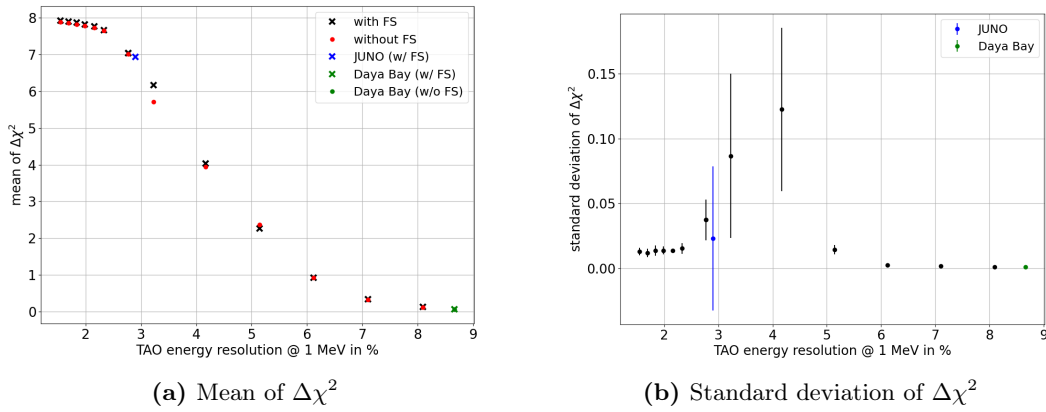 8
7
6
5
4
3
2
1
0
mean of Δχ²
2 3 4 5 6 7 8 9
TAO energy resolution @ 1 MeV in %
with FS
without FS
JUNO (w/ FS)
Daya Bay (w/ FS)
Daya Bay (w/o FS)
(a) Mean of Δχ²
0.15
0.10
0.05
0.00
standard deviation of Δχ²
2 3 4 5 6 7 8 9
TAO energy resolution @ 1 MeV in %
JUNO
Daya Bay
(b) Standard deviation of Δχ²